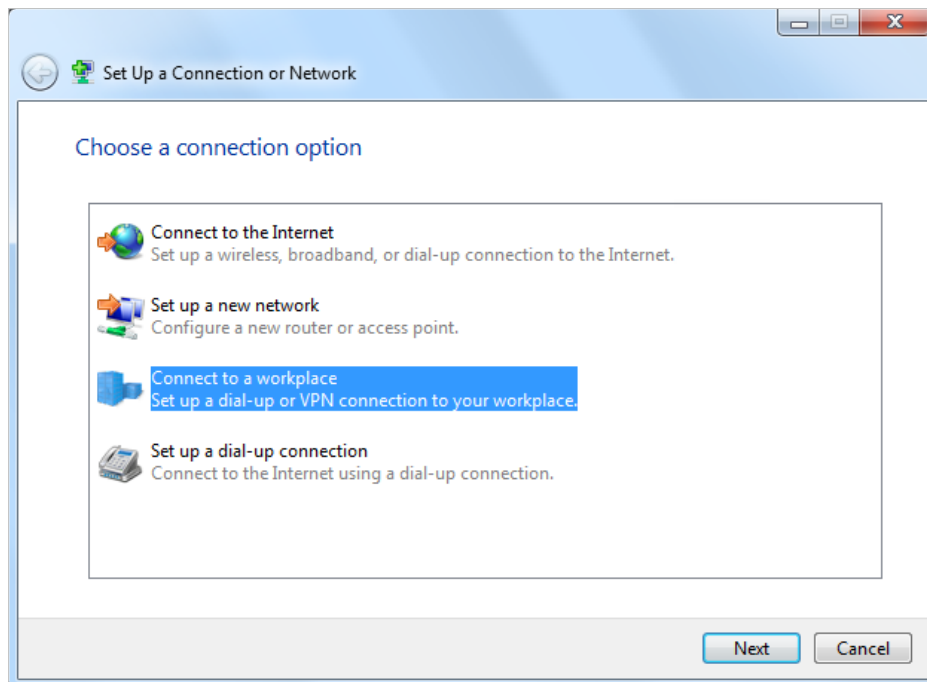 Set Up a Connection or Network
Choose a connection option
Connect to the Internet
Set up a wireless, broadband, or dial-up connection to the Internet.
Set up a new network
Configure a new router or access point.
Connect to a workplace
Set up a dial-up or VPN connection to your workplace.
Set up a dial-up connection
Connect to the Internet using a dial-up connection.
Next
Cancel